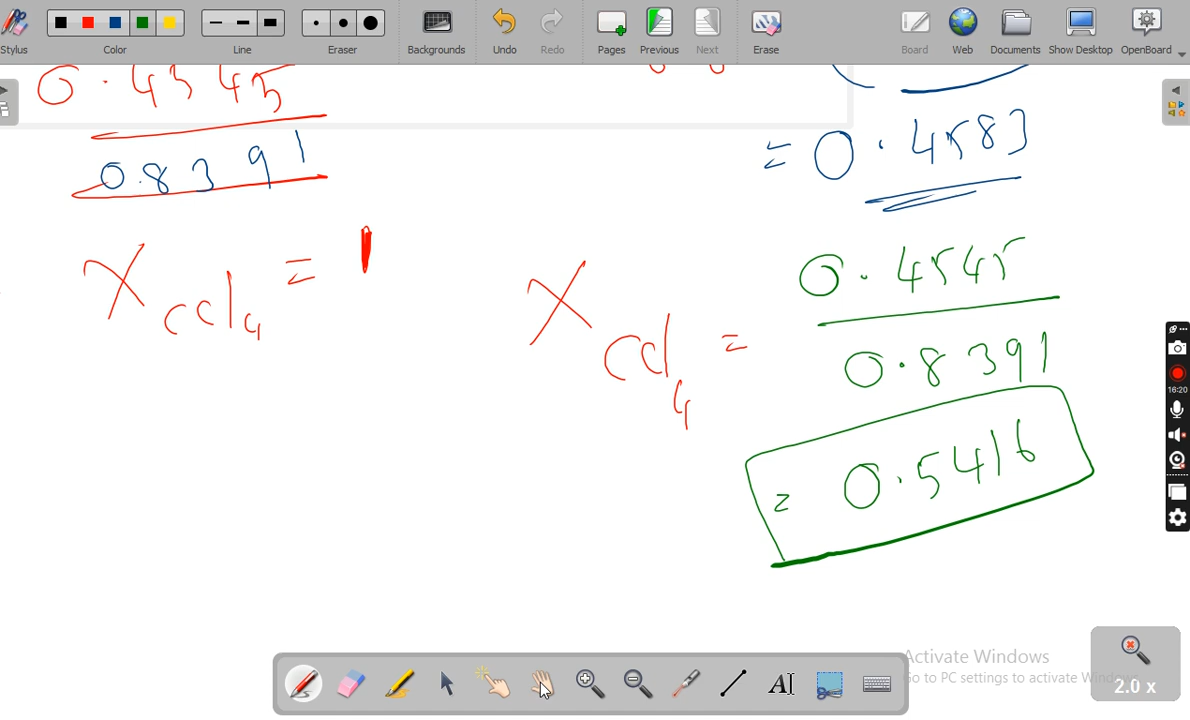 Stylus Color Line Eraser Backgrounds Undo Redo Pages Previous Next Erase Board Web Documents Show Desktop OpenBoard
0.4545
0.8391
= 0.4583
X CCl4 =
X CCl4 = 0.4545
0.8391
= 0.5416
16:20
Activate Windows
Go to PC settings to activate Windows.
2.0 x